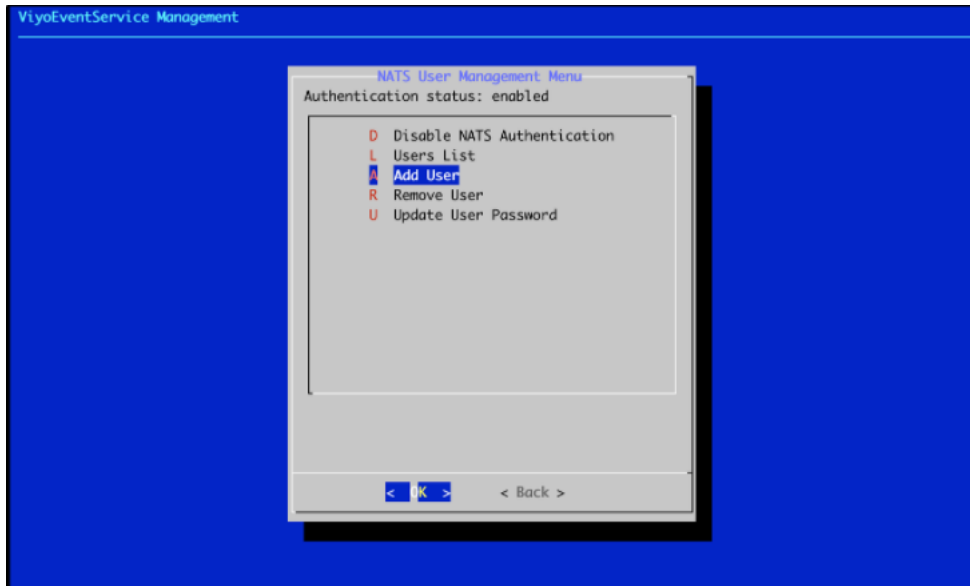 ViyoEventService Management
NATS User Management Menu
Authentication status: enabled
D Disable NATS Authentication
L Users List
A Add User
R Remove User
U Update User Password
< OK > < Back >